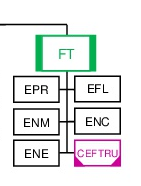 FT
EPR EFL
ENM ENC
ENE CEFTRU